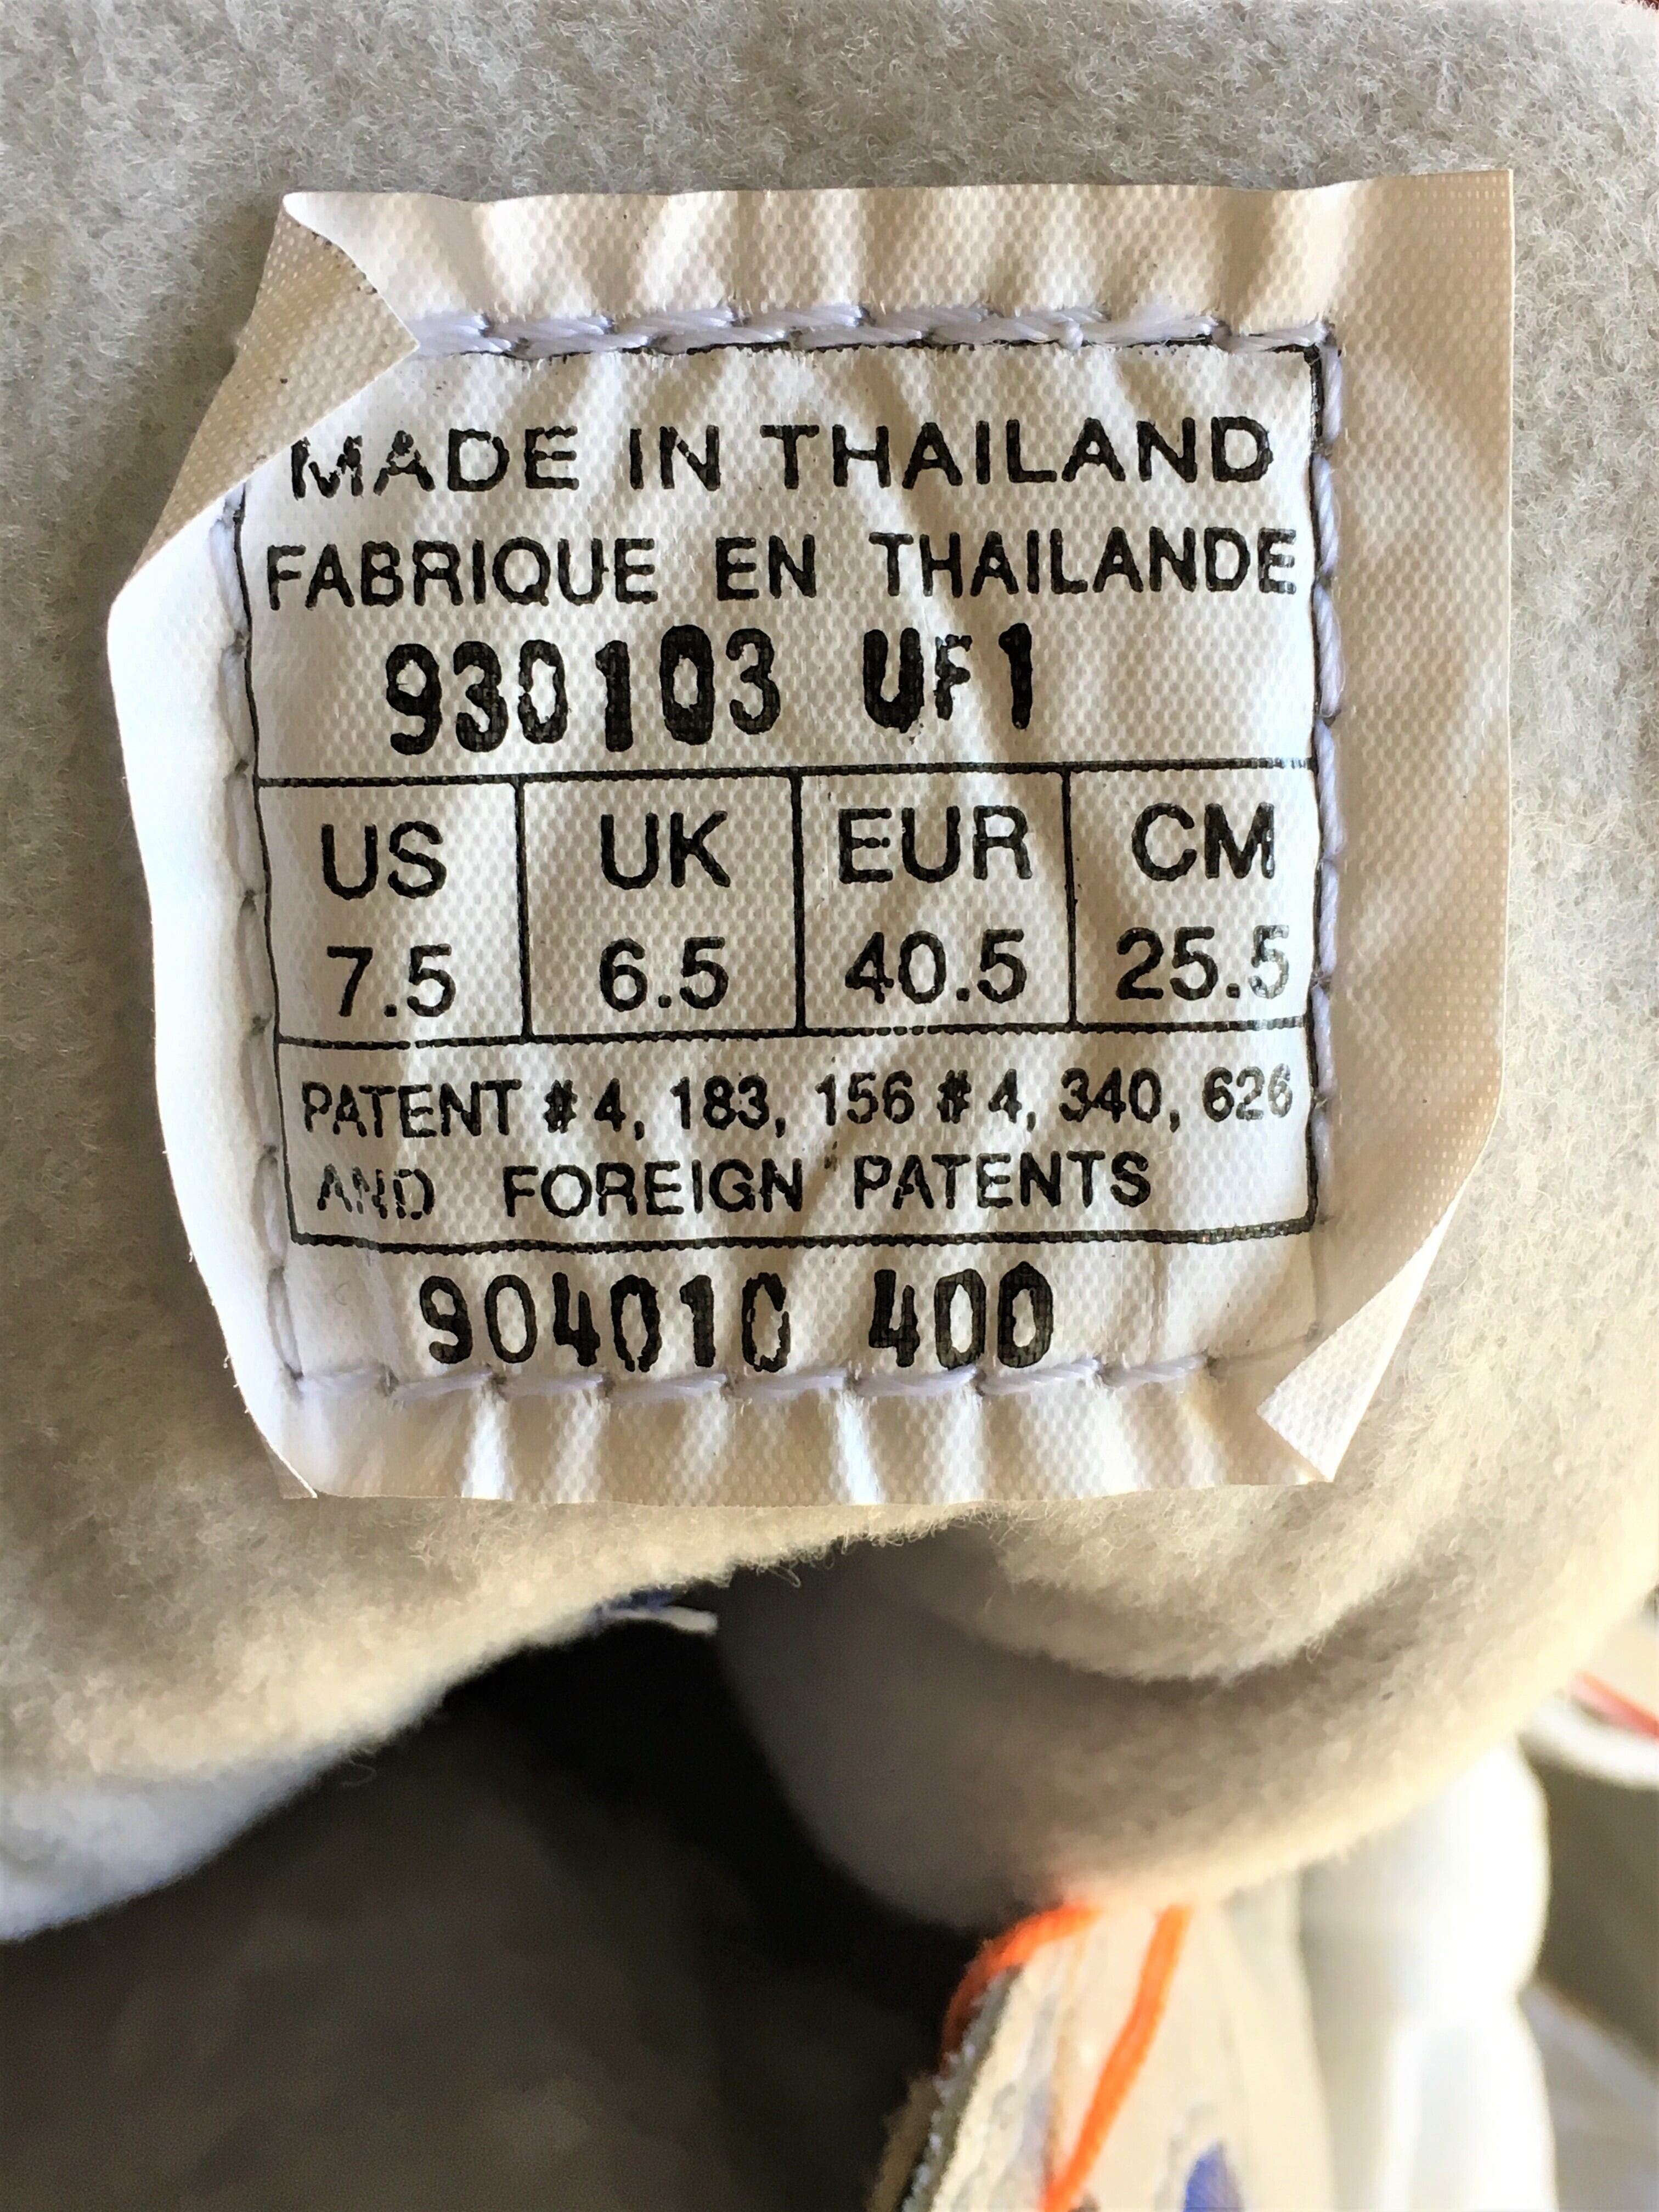 MADE IN THAILAND
FABRIQUE EN THAILANDE
930103 UF1
US UK EUR CM
7.5 6.5 40.5 25.5
PATENT # 4, 183, 156 # 4, 340, 626
AND FOREIGN PATENTS
904010 400